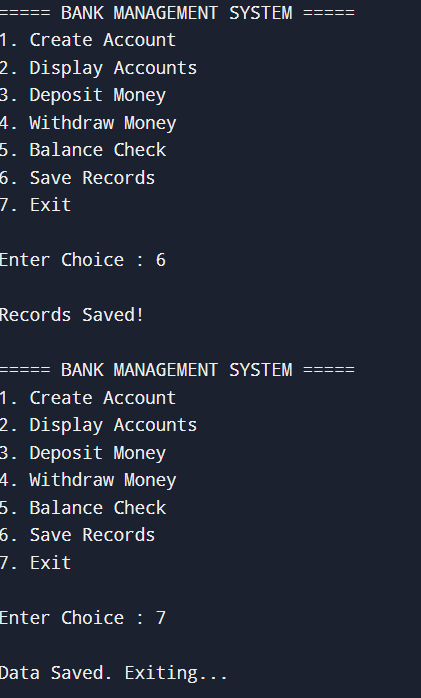 ===== BANK MANAGEMENT SYSTEM =====
1. Create Account
2. Display Accounts
3. Deposit Money
4. Withdraw Money
5. Balance Check
6. Save Records
7. Exit
Enter Choice : 6
Records Saved!
===== BANK MANAGEMENT SYSTEM =====
1. Create Account
2. Display Accounts
3. Deposit Money
4. Withdraw Money
5. Balance Check
6. Save Records
7. Exit
Enter Choice : 7
Data Saved. Exiting...